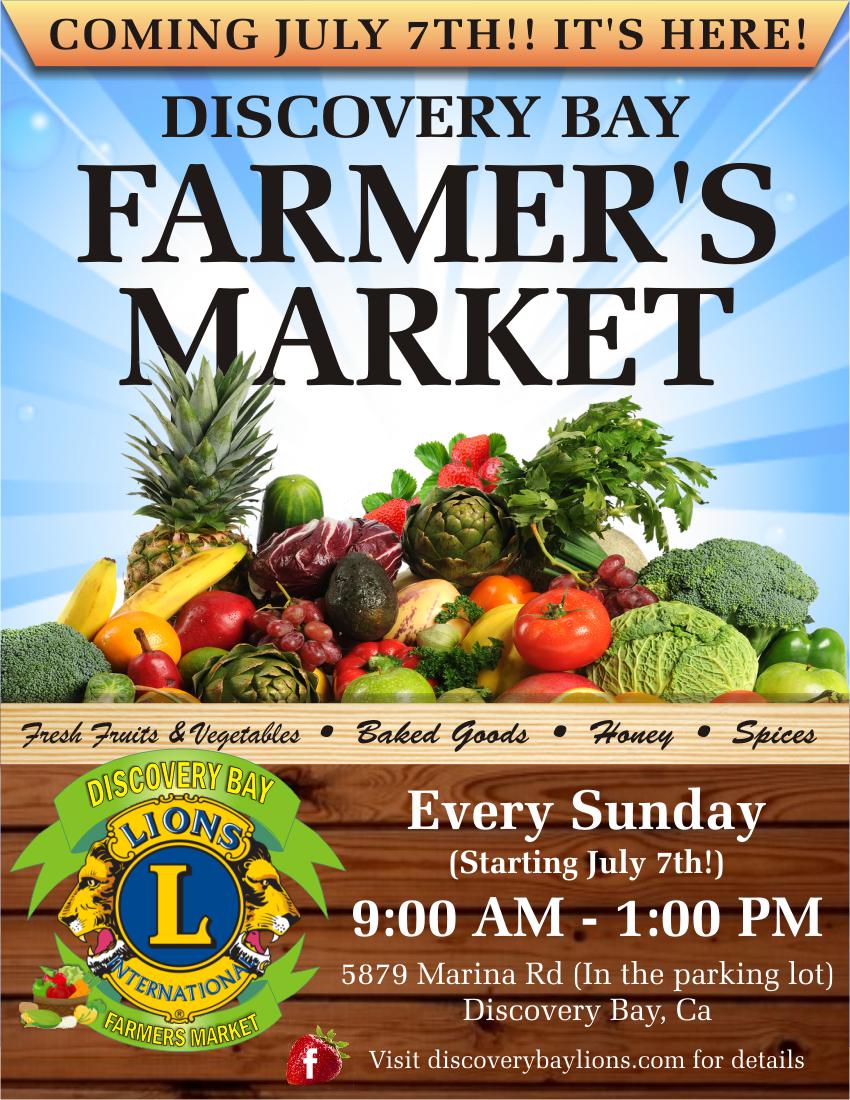 COMING JULY 7TH!! IT'S HERE!
DISCOVERY BAY
FARMER'S
MARKET
Fresh Fruits & Vegetables • Baked Goods • Honey • Spices
DISCOVERY BAY
LIONS
L
INTERNATIONAL
®
FARMERS MARKET
Every Sunday
(Starting July 7th!)
9:00 AM - 1:00 PM
5879 Marina Rd (In the parking lot)
Discovery Bay, Ca
f
Visit discoverybaylions.com for details